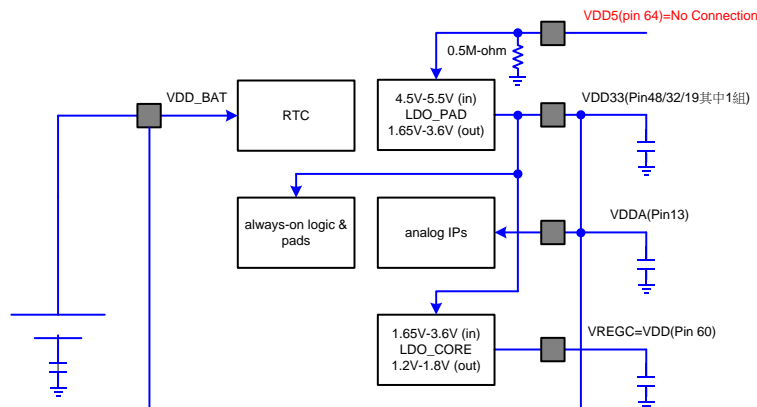 VDD5(pin 64)=No Connection
0.5M-ohm
VDD_BAT
RTC
4.5V-5.5V (in)
LDO_PAD
1.65V-3.6V (out)
VDD33(Pin48/32/19其中1組)
always-on logic &
pads
analog IPs
VDDA(Pin13)
1.65V-3.6V (in)
LDO_CORE
1.2V-1.8V (out)
VREGC=VDD(Pin 60)